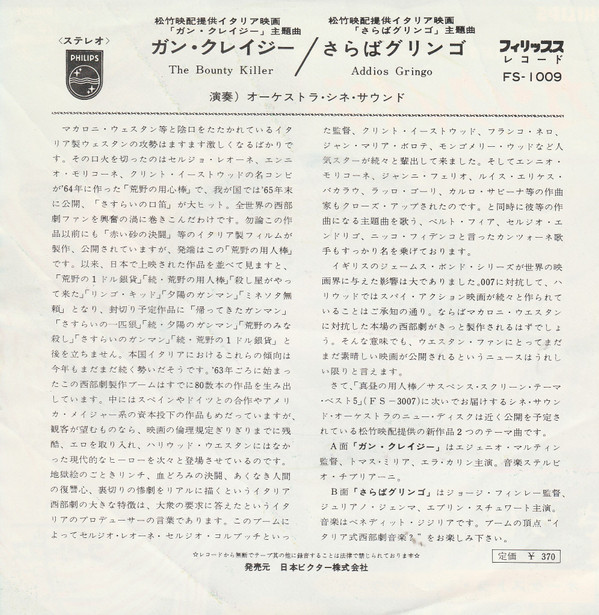 松竹映配提供イタリア映画
「ガン・クレイジー」主題曲
ガン・クレイジー
The Bounty Killer
松竹映配提供イタリア映画
「さらばグリンゴ」主題曲
/さらばグリンゴ
Addios Gringo
〈ステレオ〉
PHILIPS
フィリップス
レコード
FS-1009
演奏)オーケストラ・シネ・サウンド
マカロニ・ウェスタン等と陰口をたたかれているイタ
リア製ウェスタンの攻勢はますます激しくなるばかりで
す。その口火を切ったのはセルジョ・レオーネ、エンニ
オ・モリコーネ、クリント・イーストウッドの名コンビ
が'64年に作った「荒野の用心棒」で、我が国では'65年末
に公開、「さすらいの口笛」が大ヒット。全世界の西部
劇ファンを興奮の渦に巻きこんだわけです。勿論この作
品以前にも「赤い砂の決闘」等のイタリア製フィルムが
製作、公開されていますが、発端はこの「荒野の用心棒」
です。以来、日本で上映された作品を並べて見ますと、
「荒野の1ドル銀貨」「続・荒野の用心棒」「殺し屋がやっ
て来た」「リンゴ・キッド」「夕陽のガンマン」「ミネソタ無
頼」となり、封切り予定作品に「帰ってきたガンマン」
「さすらいの一匹狼」「続・夕陽のガンマン」「荒野のみな
殺し」「さすらいのガンマン」「続・荒野の1ドル銀貨」と
後を立ちません。本国イタリアにおけるこれらの傾向は
今年もまだまだ続く勢いだそうです。'63年ごろに始まっ
たこの西部劇製作ブームはすでに80数本の作品を生み出
しています。中にはスペインやドイツとの合作やアメリ
カ・メイジャー系の資本投下の作品もめだっていますが、
観客が望むものなら、映画の倫理規定ぎりぎりまでに残
酷、エロを取り入れ、ハリウッド・ウエスタンにはなか
った現代的なヒーローを次々と登場させているのです。
地獄絵のごときリンチ、血どろみの決闘、あくなき人間
の復讐心、裏切りの惨劇をリアルに描くというイタリア
西部劇の大きな特徴は、大衆の要求に答えたというイタ
リアのプロデューサーの言葉であります。このブームに
よってセルジョ・レオーネ・セルジオ・コルブッチといっ
た監督、クリント・イーストウッド、フランコ・ネロ、
ジャン・マリア・ボロテ、モンゴメリー・ウッドなど人
気スターが続々と輩出して来ました。そしてエンニオ・
モリコーネ、ジャンニ・フェリオ、ルイス・エリケス・
バカラウ、ラッロ・ゴーリ、カルロ・サビーナ等の作曲
家もクローズ・アップされたのです。と同時に彼等の作
曲になる主題曲を歌う、ペルト・フィア、セルジオ・エ
ンドリゴ、ニッコ・フィデンコと言ったカンツォーネ歌
手もすっかり名を乗げております。
イギリスのジェームス・ボンド・シリーズが世界の映
画界に与えた影響は大でありました。007に対抗して、ハ
リウッドではスパイ・アクション映画が続々と作られて
いることはご承知の通り。ならばマカロニ・ウエスタン
に対抗した本場の西部劇がきっと製作されるはずでしょ
う。そんな意味でも、ウエスタン・ファンにとってまだ
まだ素晴しい映画が公開されるというニュースはうれし
い限りと言えます。
さて、「真昼の用人棒/サスペンス・スクリーン・テーマ
・ベスト5」(FS-3007)に次いでお届けするシネ・サウ
ンド・オーケストラのニュー・ディスクは近く公開を予定さ
れている松竹映配提供の新作品2つのテーマ曲です。
A面「ガン・クレイジー」はエジェニオ・マルティン
監督、トマス・ミリア、エラ・カリン主演。音楽ステルビ
オ・チプリアーニ。
B面「さらばグリンゴ」はジョージ・フィンレー監督、
ジュリアノ・ジェンマ、エブリン・スチュワート主演。
音楽はベネディット・ジジリアです。ブームの頂点"イ
タリア式西部劇音楽"をお楽しみ下さい。
☆レコードから無断でテープ其の他に録音することは法律で禁じられております☆
発売元 日本ビクター株式会社
定価 ¥ 370